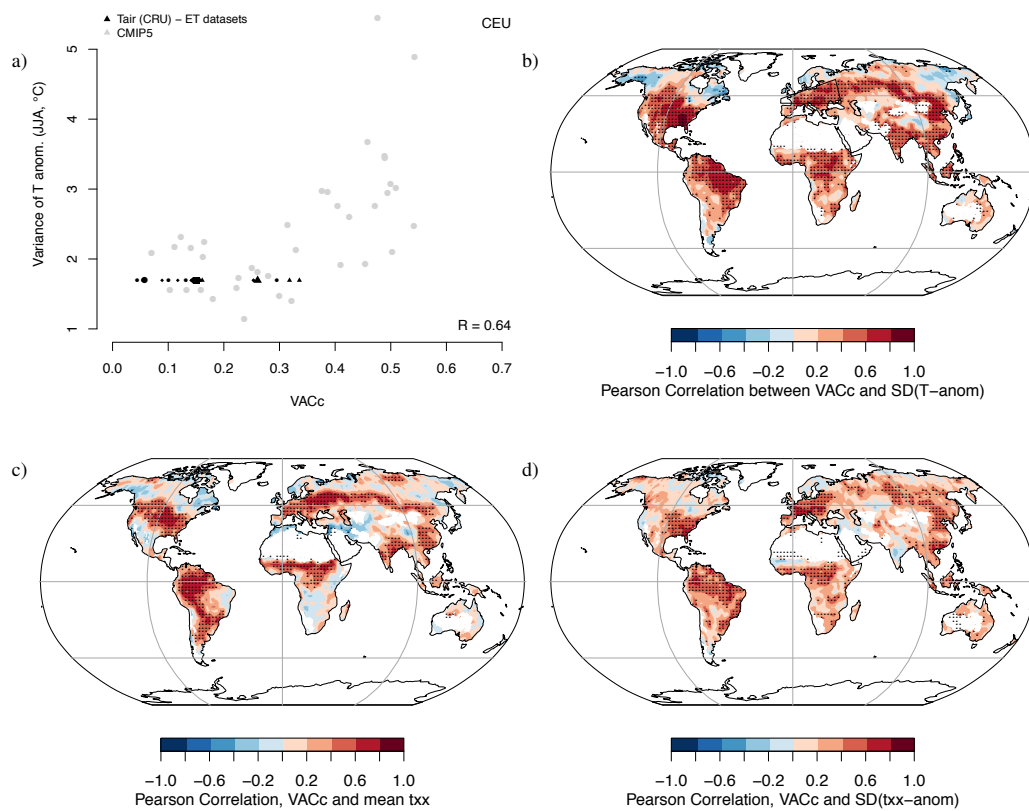 a)
▲ Tair (CRU) − ET datasets
▲ CMIP5
CEU
Variance of T anom. (JJA, °C)
5
4
3
2
1
R = 0.64
0.0 0.1 0.2 0.3 0.4 0.5 0.6 0.7
VACc
b)
−1.0 −0.6 −0.2 0.2 0.6 1.0
Pearson Correlation between VACc and SD(T−anom)
c)
−1.0 −0.6 −0.2 0.2 0.6 1.0
Pearson Correlation, VACc and mean txx
d)
−1.0 −0.6 −0.2 0.2 0.6 1.0
Pearson Correlation, VACc and SD(txx−anom)